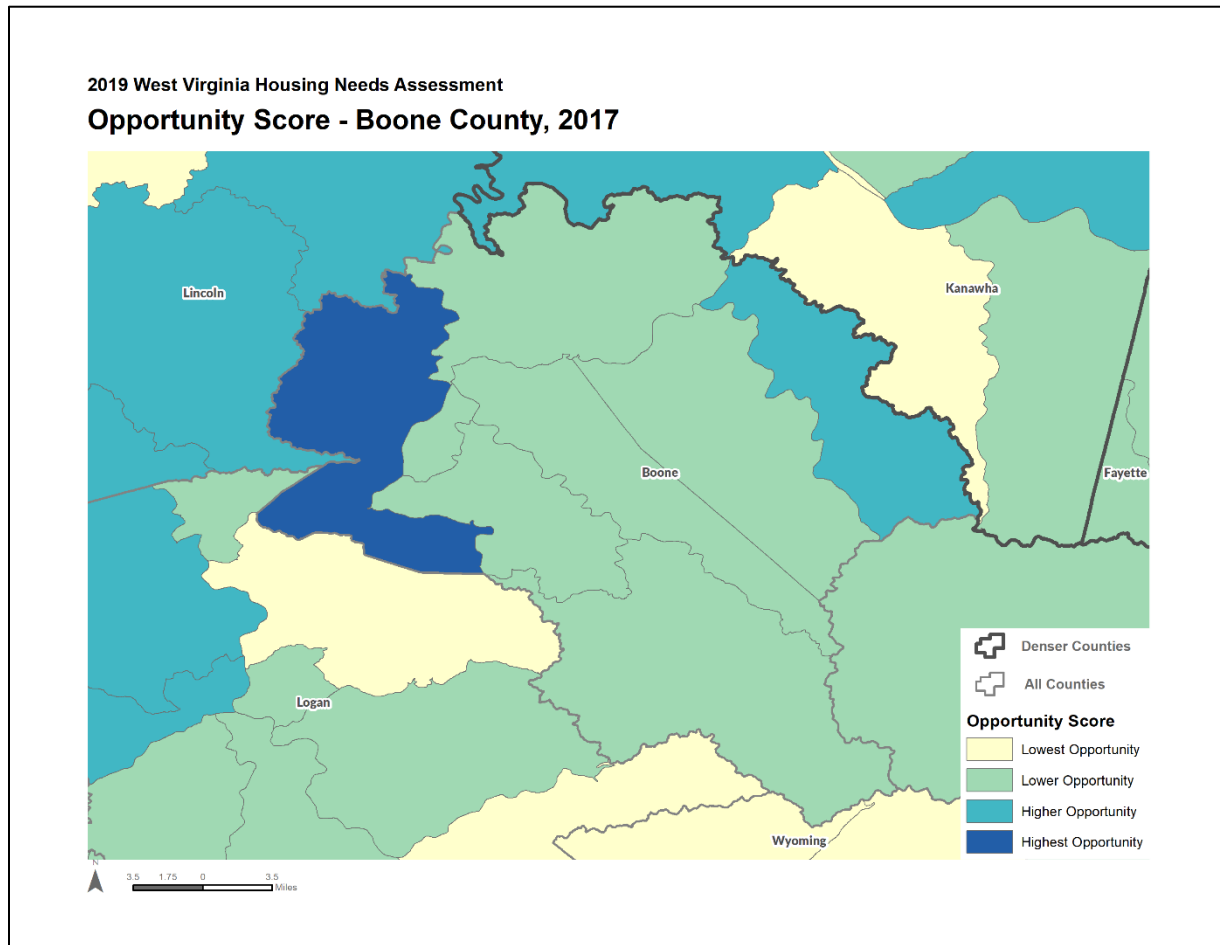 2019 West Virginia Housing Needs Assessment
Opportunity Score - Boone County, 2017
Lincoln
Kanawha
Boone
Fayette
Logan
Wyoming
Denser Counties
All Counties
Opportunity Score
Lowest Opportunity
Lower Opportunity
Higher Opportunity
Highest Opportunity
N
3.5 1.75 0 3.5
Miles